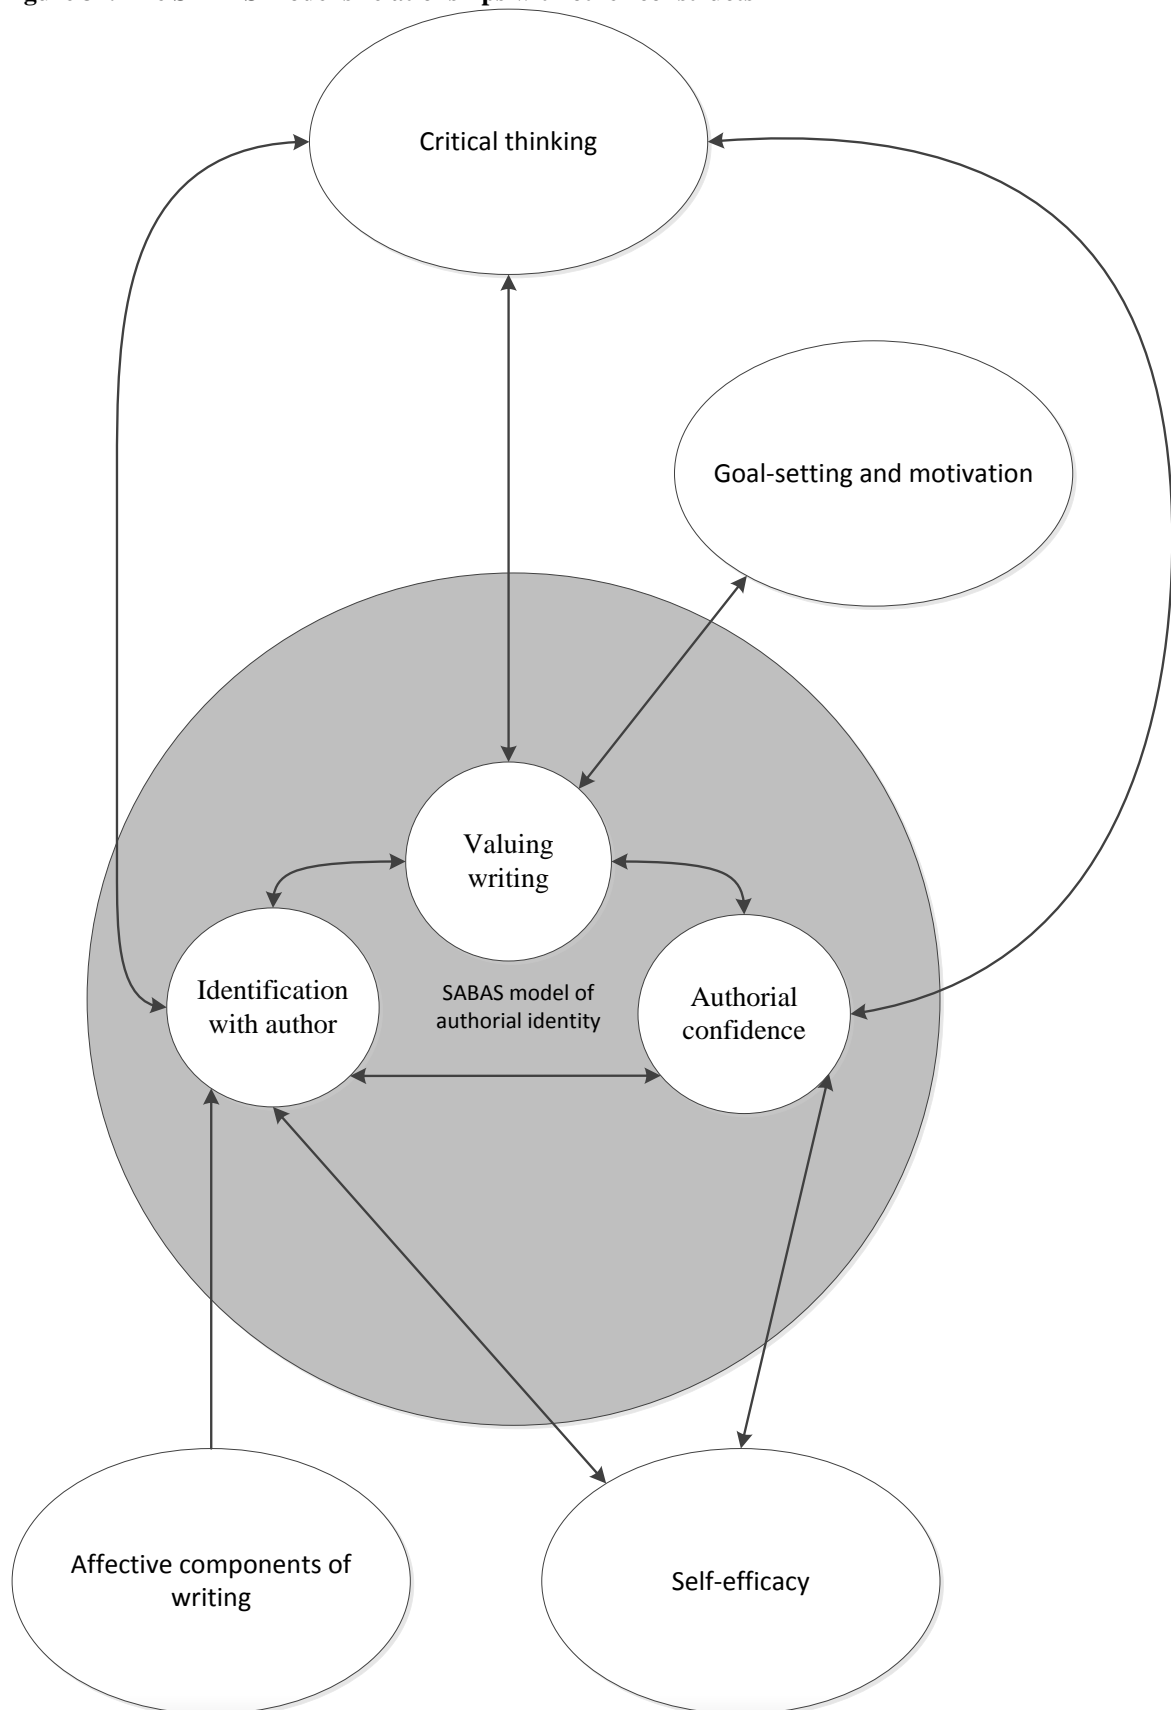 Critical thinking
Goal-setting and motivation
Valuing
writing
Identification
with author
SABAS model of
authorial identity
Authorial
confidence
Affective components of
writing
Self-efficacy